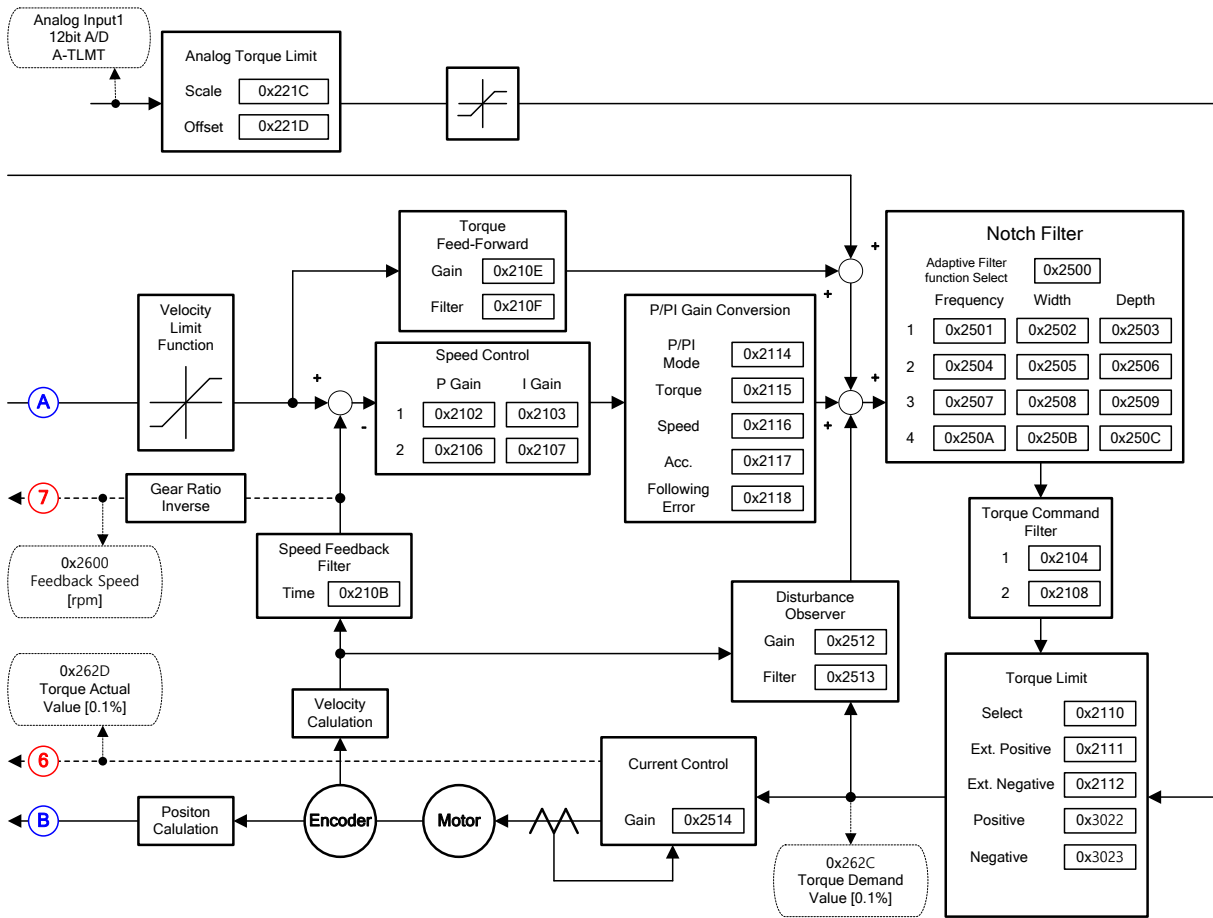 Analog Input1
12bit A/D
A-TLMT
Analog Torque Limit
Scale 0x221C
Offset 0x221D
Torque
Feed-Forward
Gain 0x210E
Filter 0x210F
+
+
Notch Filter
Adaptive Filter
function Select 0x2500
Frequency Width Depth
1 0x2501 0x2502 0x2503
2 0x2504 0x2505 0x2506
3 0x2507 0x2508 0x2509
4 0x250A 0x250B 0x250C
Velocity
Limit
Function
A
+
-
Speed Control
P Gain I Gain
1 0x2102 0x2103
2 0x2106 0x2107
P/PI Gain Conversion
P/PI
Mode 0x2114
Torque 0x2115
Speed 0x2116
Acc. 0x2117
Following
Error 0x2118
+
+
7
Gear Ratio
Inverse
0x2600
Feedback Speed
[rpm]
Speed Feedback
Filter
Time 0x210B
Torque Command
Filter
1 0x2104
2 0x2108
Disturbance
Observer
Gain 0x2512
Filter 0x2513
0x262D
Torque Actual
Value [0.1%]
Velocity
Calulation
6
Current Control
Gain 0x2514
Torque Limit
Select 0x2110
Ext. Positive 0x2111
Ext. Negative 0x2112
Positive 0x3022
Negative 0x3023
B
Positon
Calulation
Encoder
Motor
0x262C
Torque Demand
Value [0.1%]